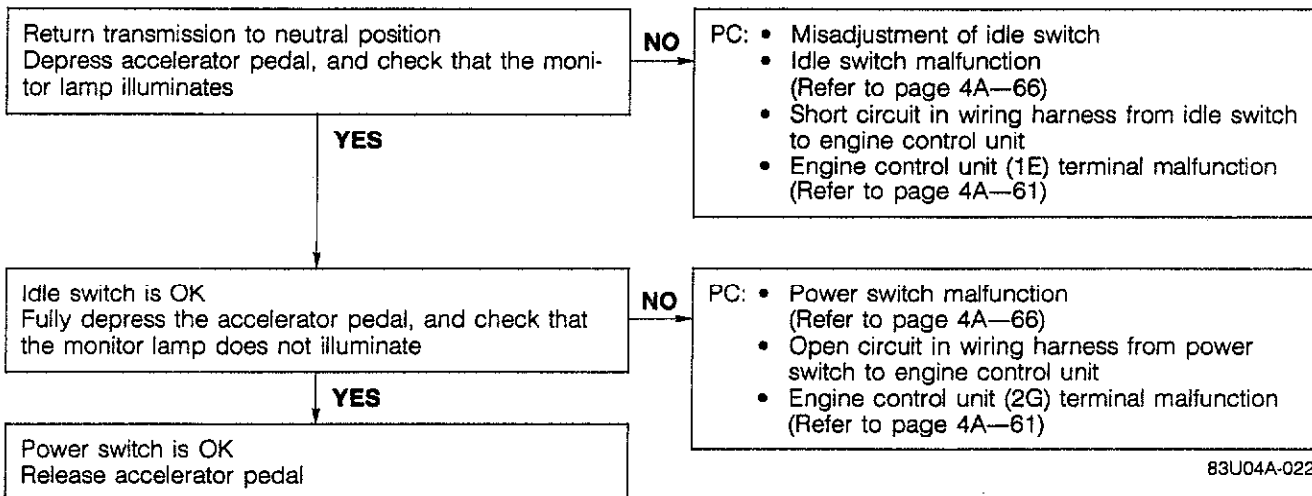 Return transmission to neutral position
Depress accelerator pedal, and check that the moni-
tor lamp illuminates
NO
PC: • Misadjustment of idle switch
• Idle switch malfunction
(Refer to page 4A—66)
• Short circuit in wiring harness from idle switch
to engine control unit
• Engine control unit (1E) terminal malfunction
(Refer to page 4A—61)
YES
Idle switch is OK
Fully depress the accelerator pedal, and check that
the monitor lamp does not illuminate
NO
PC: • Power switch malfunction
(Refer to page 4A—66)
• Open circuit in wiring harness from power
switch to engine control unit
• Engine control unit (2G) terminal malfunction
(Refer to page 4A—61)
YES
Power switch is OK
Release accelerator pedal
83U04A-022